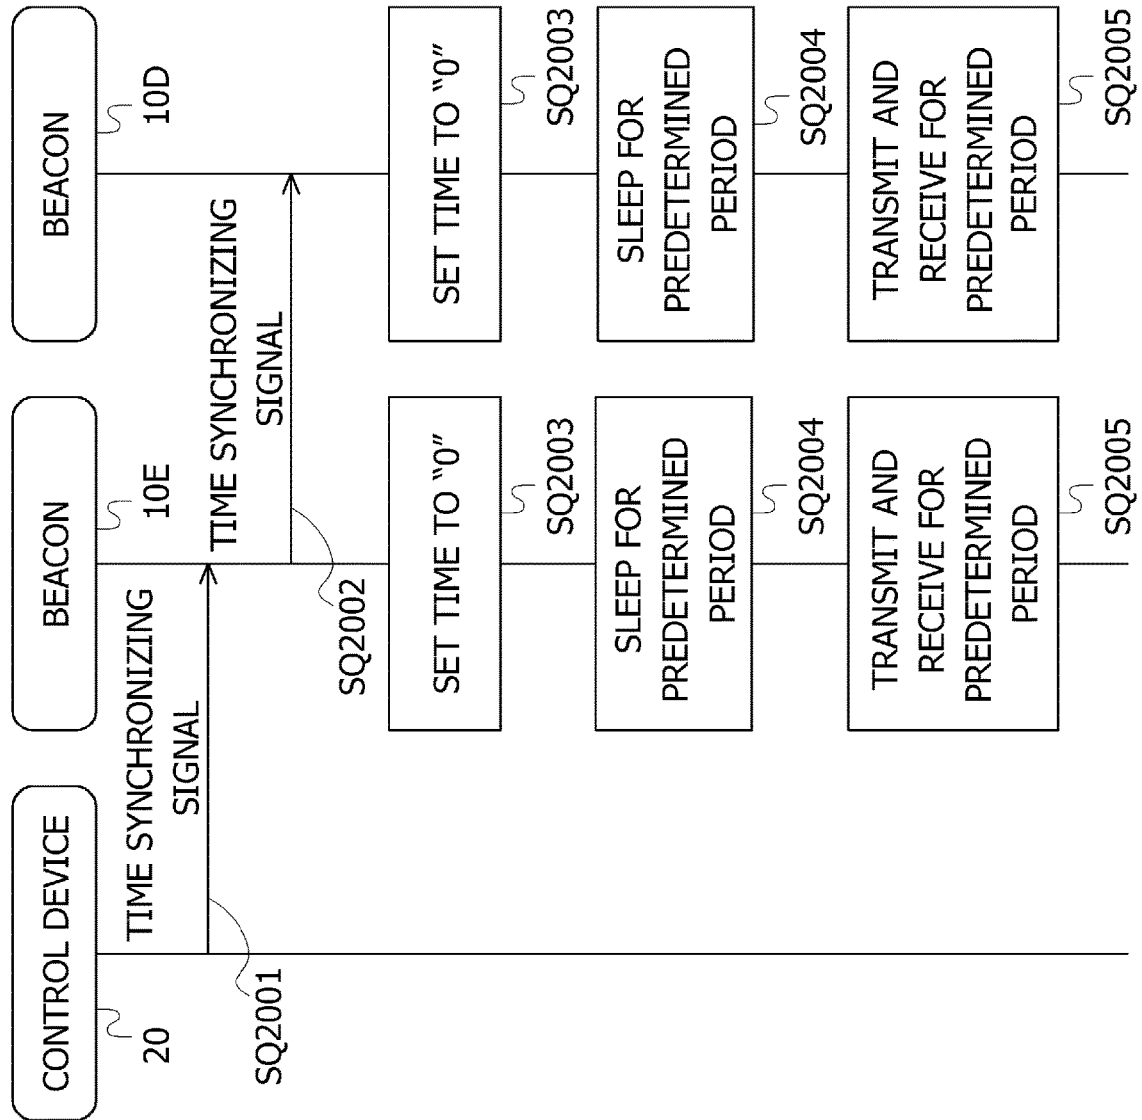 CONTROL DEVICE
20
BEACON
10E
BEACON
10D
TIME SYNCHRONIZING
SIGNAL
SQ2001
TIME SYNCHRONIZING
SIGNAL
SQ2002
SET TIME TO “0”
SQ2003
SET TIME TO “0”
SQ2003
SLEEP FOR
PREDETERMINED
PERIOD
SQ2004
SLEEP FOR
PREDETERMINED
PERIOD
SQ2004
TRANSMIT AND
RECEIVE FOR
PREDETERMINED
PERIOD
SQ2005
TRANSMIT AND
RECEIVE FOR
PREDETERMINED
PERIOD
SQ2005